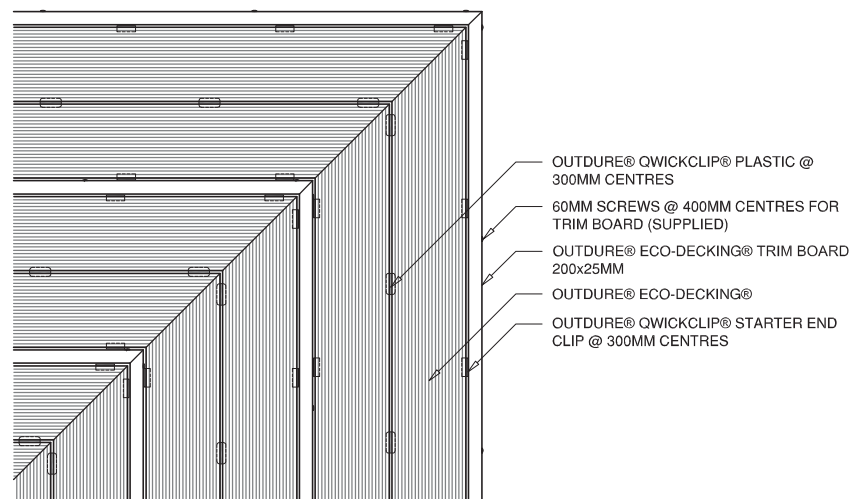 OUTDURE® QWICKCLIP® PLASTIC @
300MM CENTRES
60MM SCREWS @ 400MM CENTRES FOR
TRIM BOARD (SUPPLIED)
OUTDURE® ECO-DECKING® TRIM BOARD
200x25MM
OUTDURE® ECO-DECKING®
OUTDURE® QWICKCLIP® STARTER END
CLIP @ 300MM CENTRES